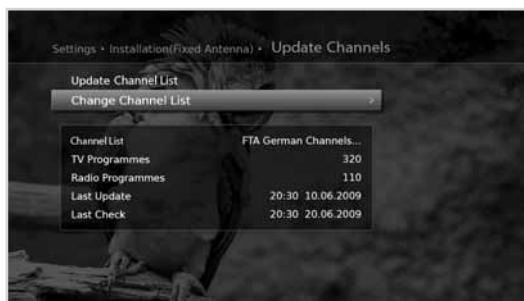 Settings • Installation(Fixed Antenna) • Update Channels
Update Channel List
Change Channel List >
Channel List FTA German Channels...
TV Programmes 320
Radio Programmes 110
Last Update 20:30 10.06.2009
Last Check 20:30 20.06.2009